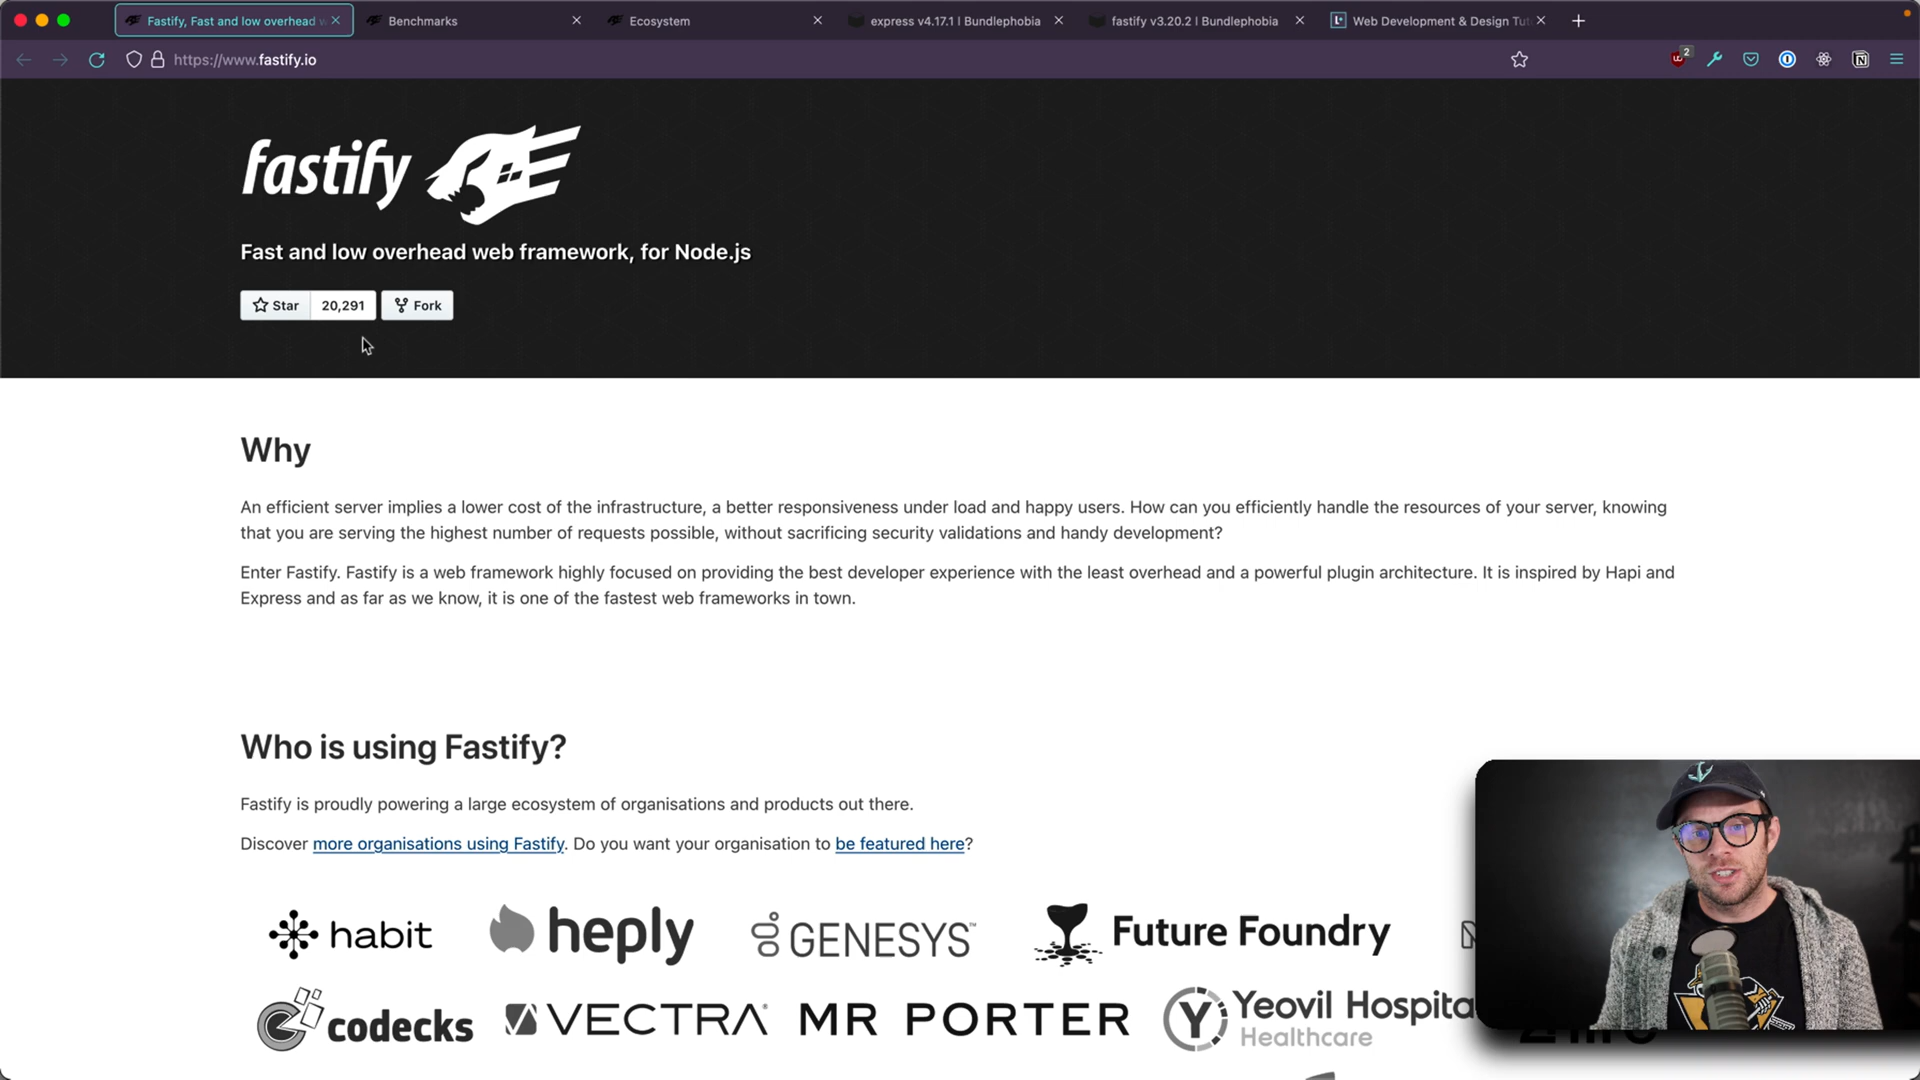 Fastify, Fast and low overhead w
Benchmarks
Ecosystem
express v4.17.1 | Bundlephobia
fastify v3.20.2 | Bundlephobia
Web Development & Design Tut
https://www.fastify.io
2
fastify
Fast and low overhead web framework, for Node.js
Star 20,291 Fork
Why
An efficient server implies a lower cost of the infrastructure, a better responsiveness under load and happy users. How can you efficiently handle the resources of your server, knowing
that you are serving the highest number of requests possible, without sacrificing security validations and handy development?
Enter Fastify. Fastify is a web framework highly focused on providing the best developer experience with the least overhead and a powerful plugin architecture. It is inspired by Hapi and
Express and as far as we know, it is one of the fastest web frameworks in town.
Who is using Fastify?
Fastify is proudly powering a large ecosystem of organisations and products out there.
Discover more organisations using Fastify. Do you want your organisation to be featured here?
habit
heply
GENESYS™
Future Foundry
codecks
VECTRA®
MR PORTER
Yeovil Hospita
Healthcare